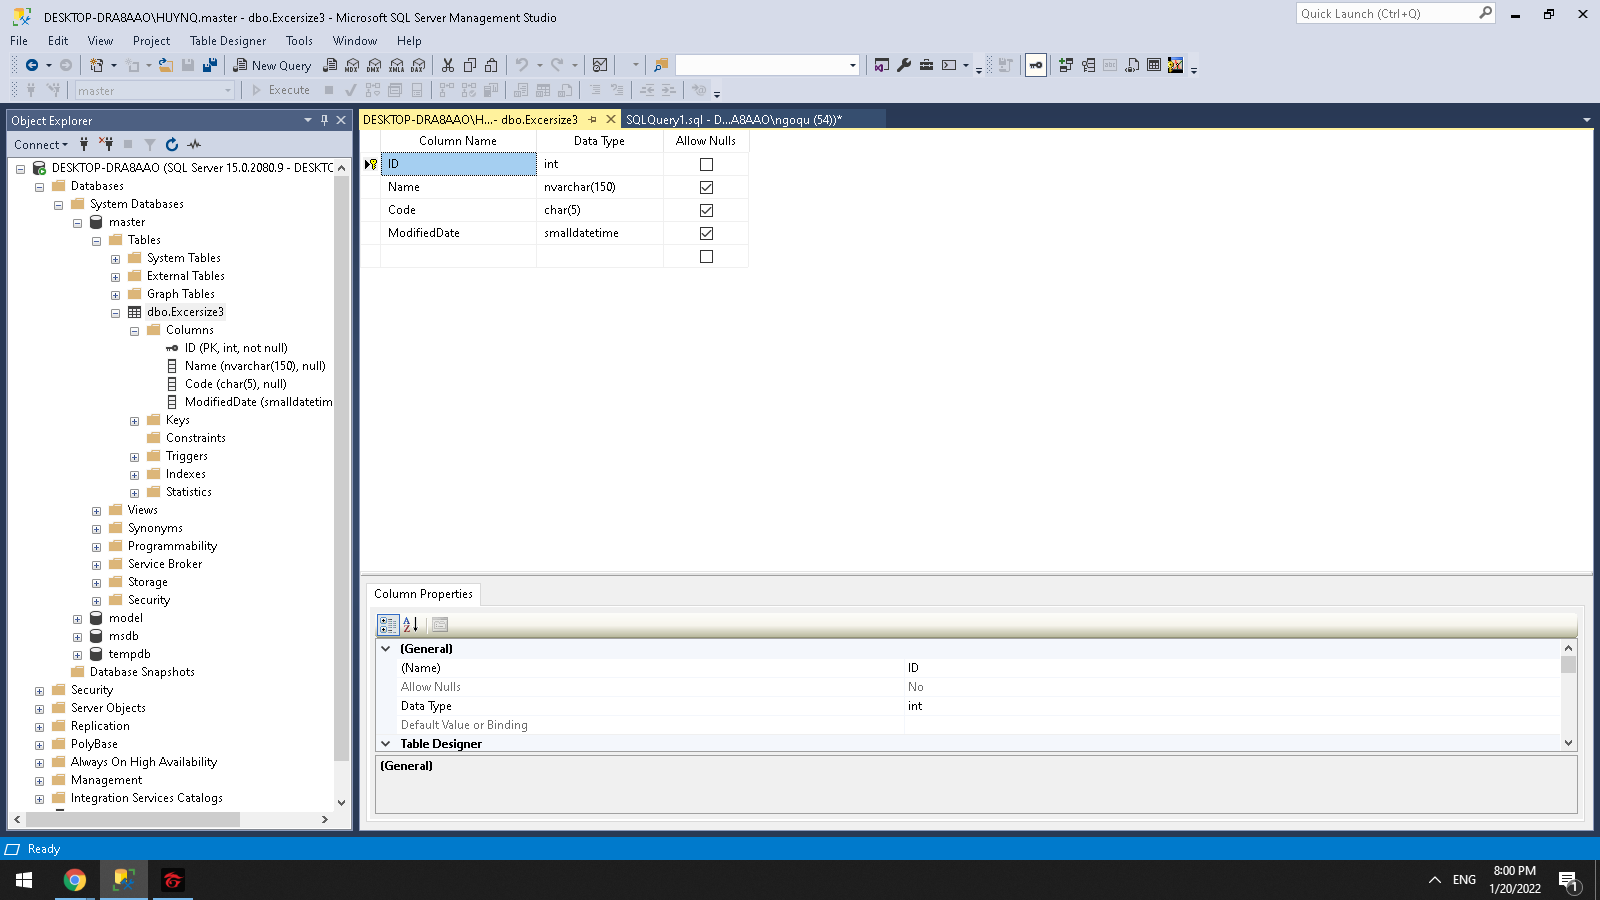 DESKTOP-DRA8AAO\HUYNQ.master - dbo.Excersize3 - Microsoft SQL Server Management Studio
Quick Launch (Ctrl+Q)
File Edit View Project Table Designer Tools Window Help
New Query MDX DMX XMLA DAX
master Execute
Object Explorer
Connect
DESKTOP-DRA8AAO (SQL Server 15.0.2080.9 - DESKTC
Databases
System Databases
master
Tables
System Tables
External Tables
Graph Tables
dbo.Excersize3
Columns
ID (PK, int, not null)
Name (nvarchar(150), null)
Code (char(5), null)
ModifiedDate (smalldatetim
Keys
Constraints
Triggers
Indexes
Statistics
Views
Synonyms
Programmability
Service Broker
Storage
Security
model
msdb
tempdb
Database Snapshots
Security
Server Objects
Replication
PolyBase
Always On High Availability
Management
Integration Services Catalogs
DESKTOP-DRA8AAO\H...- dbo.Excersize3 SQLQuery1.sql - D...A8AAO\ngoqu (54))*
Column Name Data Type Allow Nulls
ID int
Name nvarchar(150)
Code char(5)
ModifiedDate smalldatetime
Column Properties
(General)
(Name) ID
Allow Nulls No
Data Type int
Default Value or Binding
Table Designer
(General)
Ready
ENG
8:00 PM
1/20/2022
1